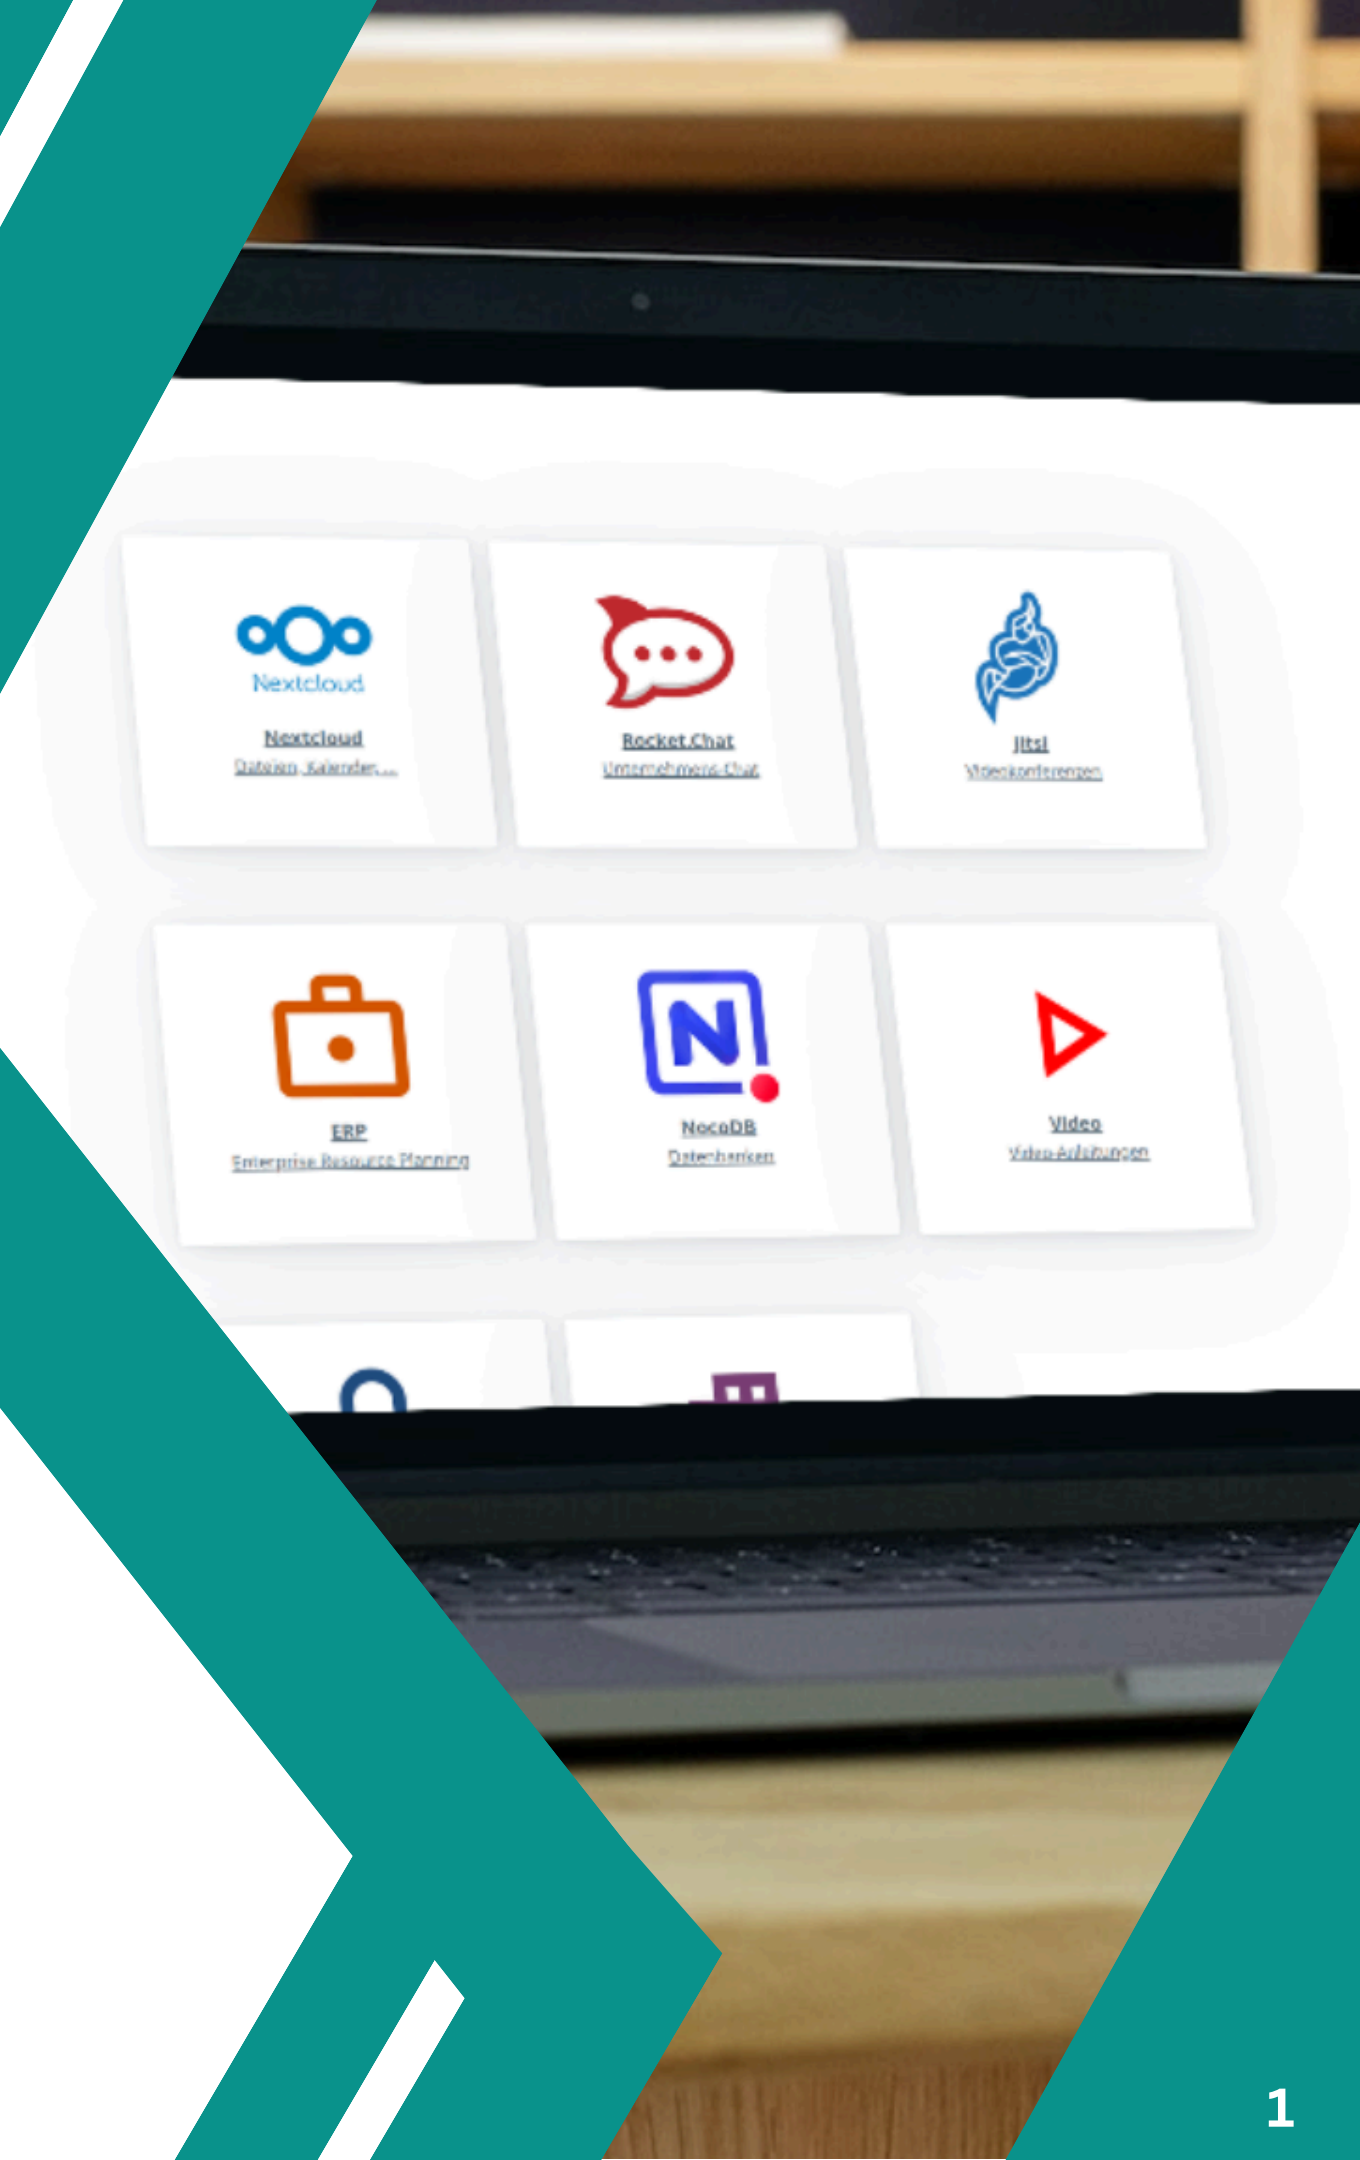 Nextcloud
Nextcloud
Dateien, Kalender, ...
Rocket.Chat
Unternehmens-Chat
Jitsi
Videokonferenzen
ERP
Enterprise Resource Planning
N
NocoDB
Datenbanken
Video
Video-Anleitungen
1